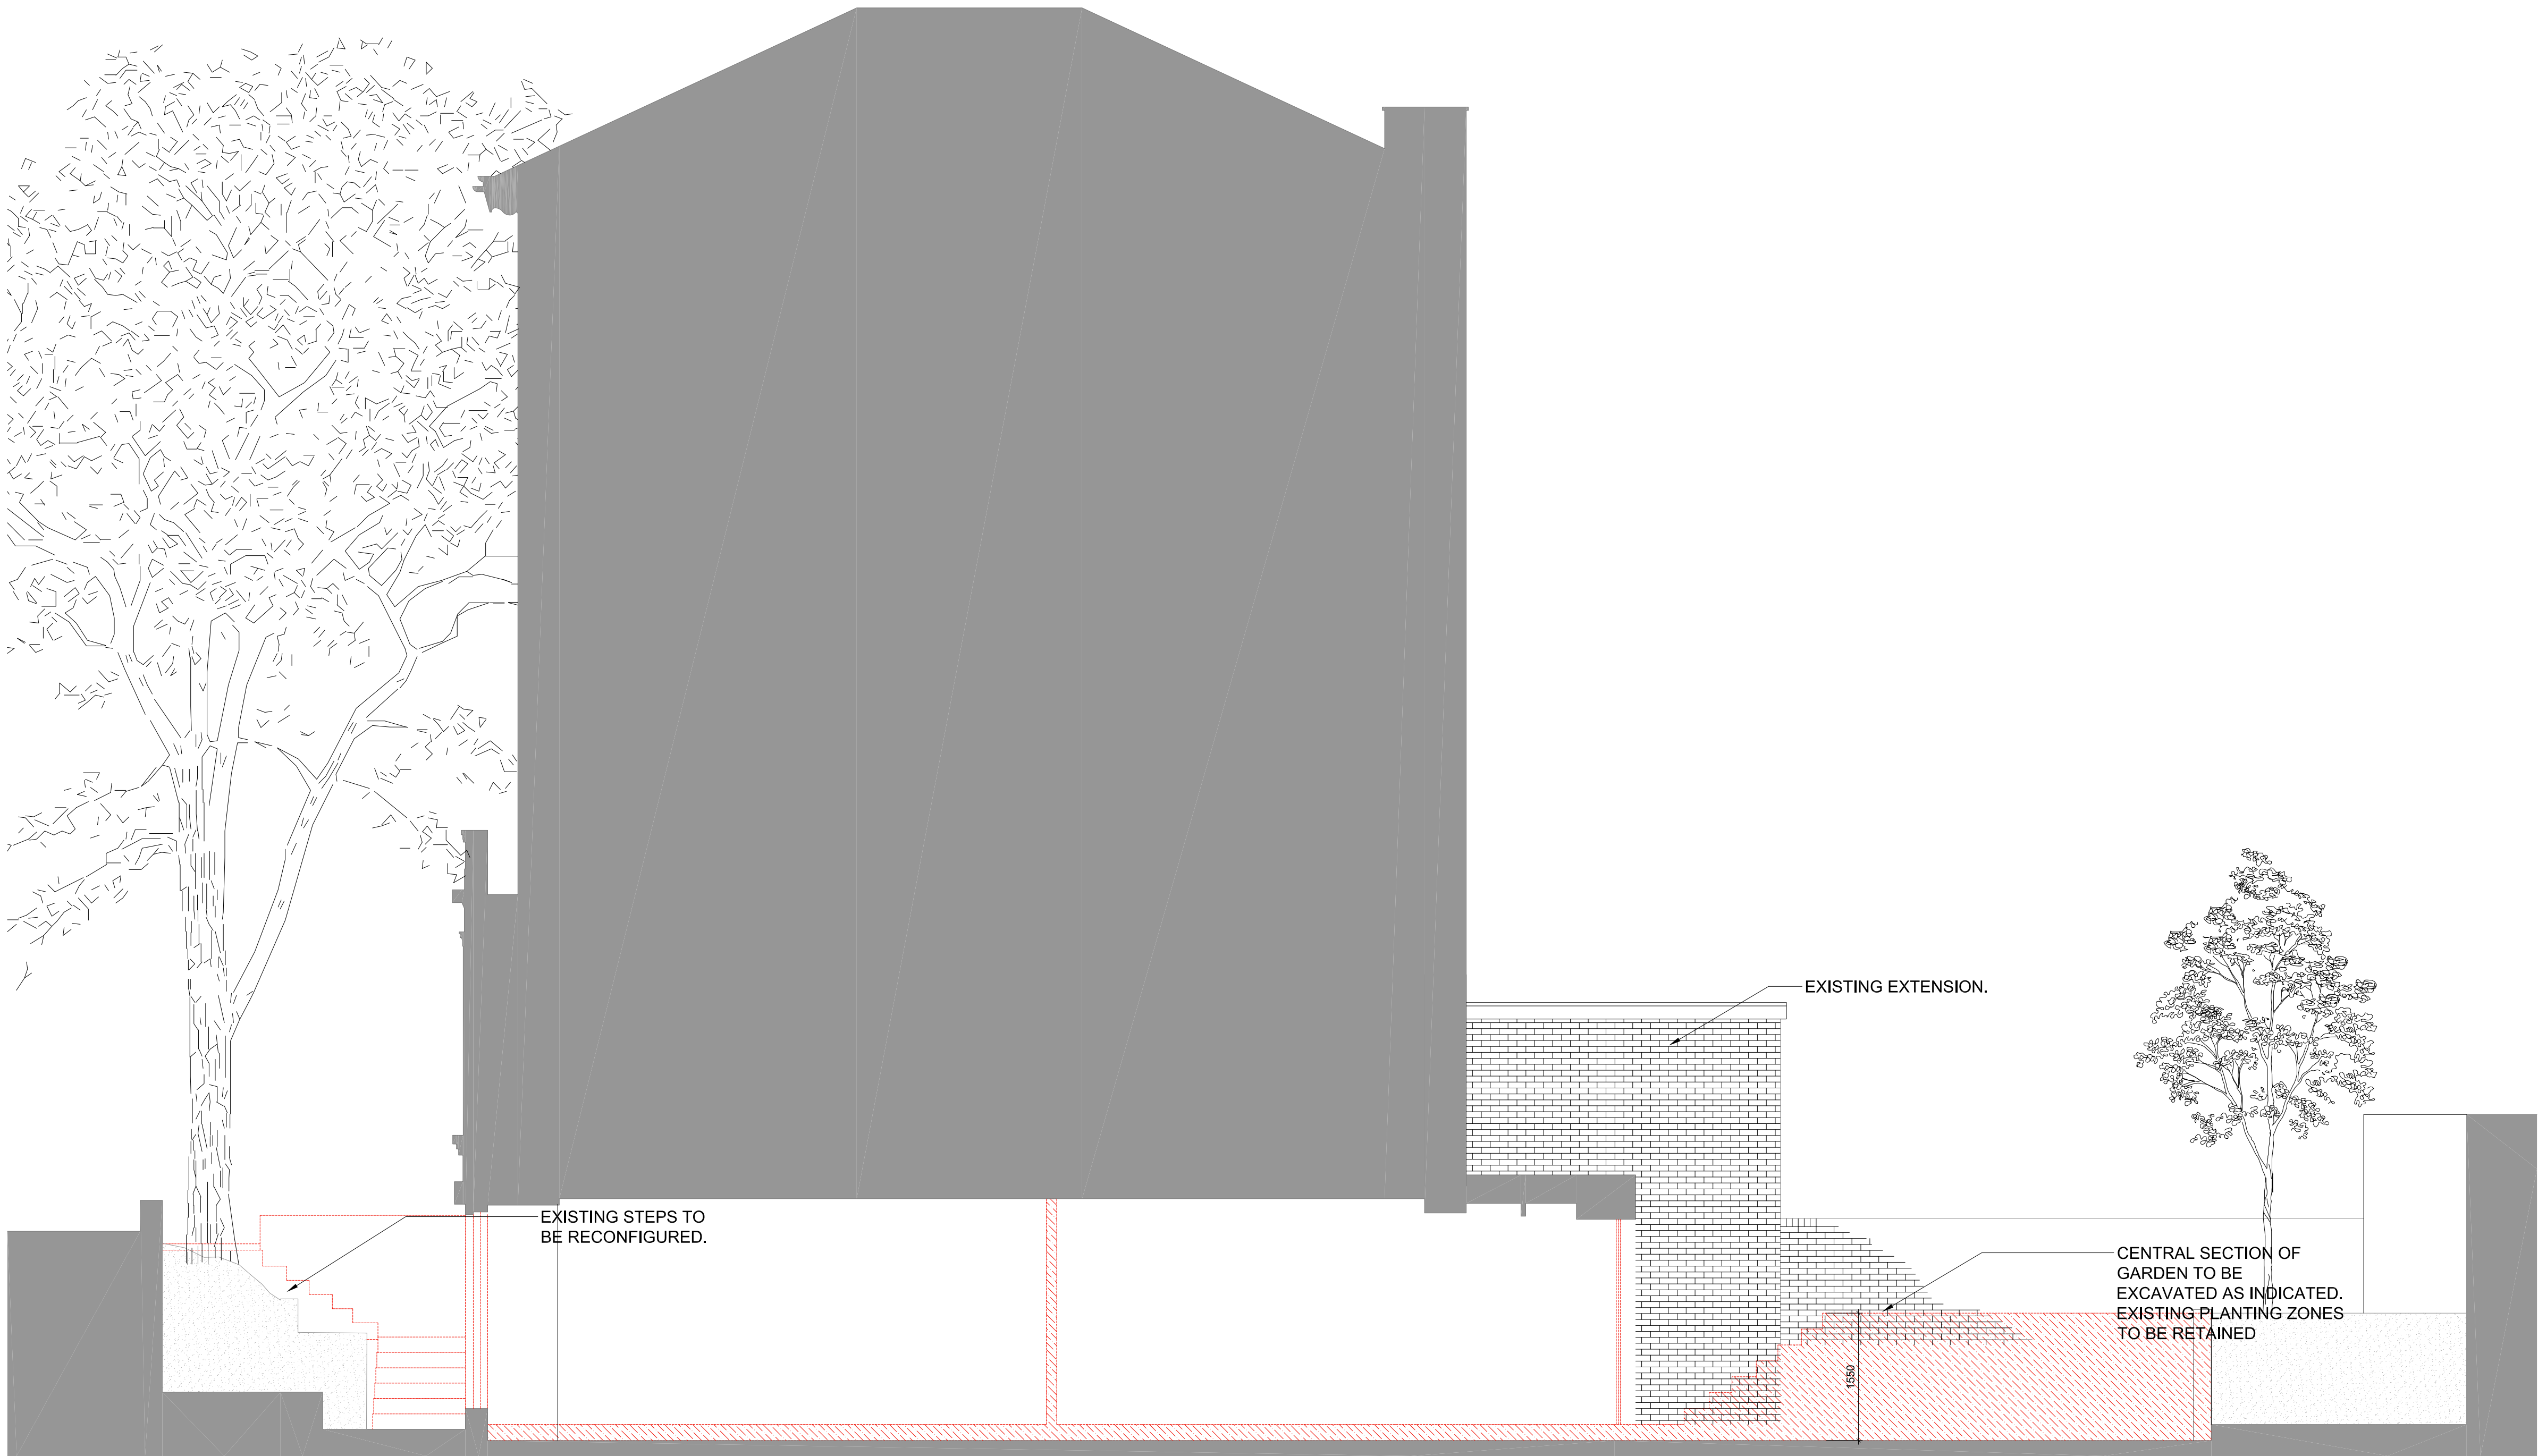 EXISTING EXTENSION.
EXISTING STEPS TO
BE RECONFIGURED.
CENTRAL SECTION OF
GARDEN TO BE
EXCAVATED AS INDICATED.
EXISTING PLANTING ZONES
TO BE RETAINED
1550